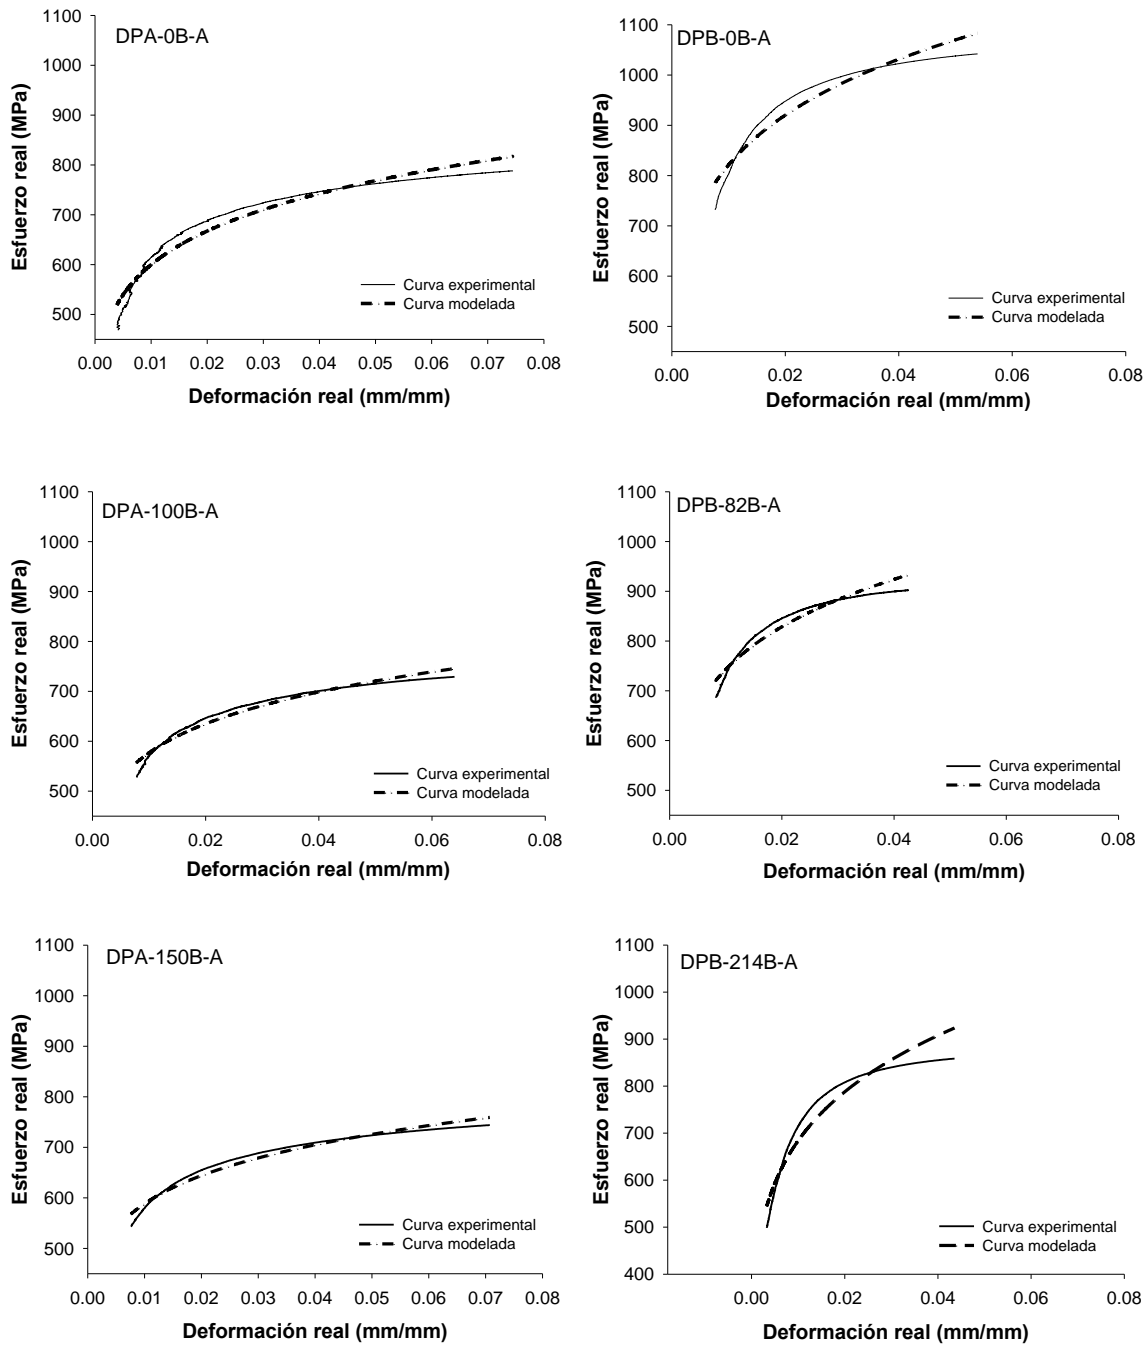 DPA-0B-A
1100
1000
900
800
700
600
500
Esfuerzo real (MPa)
Curva experimental
Curva modelada
0.00 0.01 0.02 0.03 0.04 0.05 0.06 0.07 0.08
Deformación real (mm/mm)
DPB-0B-A
1100
1000
900
800
700
600
500
Esfuerzo real (MPa)
Curva experimental
Curva modelada
0.00 0.02 0.04 0.06 0.08
Deformación real (mm/mm)
DPA-100B-A
1100
1000
900
800
700
600
500
Esfuerzo real (MPa)
Curva experimental
Curva modelada
0.00 0.02 0.04 0.06 0.08
Deformación real (mm/mm)
DPB-82B-A
1100
1000
900
800
700
600
500
Esfuerzo real (MPa)
Curva experimental
Curva modelada
0.00 0.02 0.04 0.06 0.08
Deformación real (mm/mm)
DPA-150B-A
1100
1000
900
800
700
600
500
Esfuerzo real (MPa)
Curva experimental
Curva modelada
0.00 0.01 0.02 0.03 0.04 0.05 0.06 0.07 0.08
Deformación real (mm/mm)
DPB-214B-A
1100
1000
900
800
700
600
500
400
Esfuerzo real (MPa)
Curva experimental
Curva modelada
0.00 0.02 0.04 0.06 0.08
Deformación real (mm/mm)